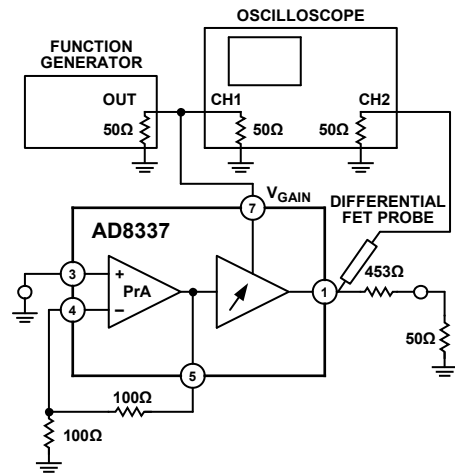 OSCILLOSCOPE
FUNCTION
GENERATOR
OUT
CH1
CH2
50Ω
50Ω
50Ω
VGAIN
DIFFERENTIAL
FET PROBE
7
AD8337
453Ω
3
+
PrA
4
–
1
50Ω
5
100Ω
100Ω